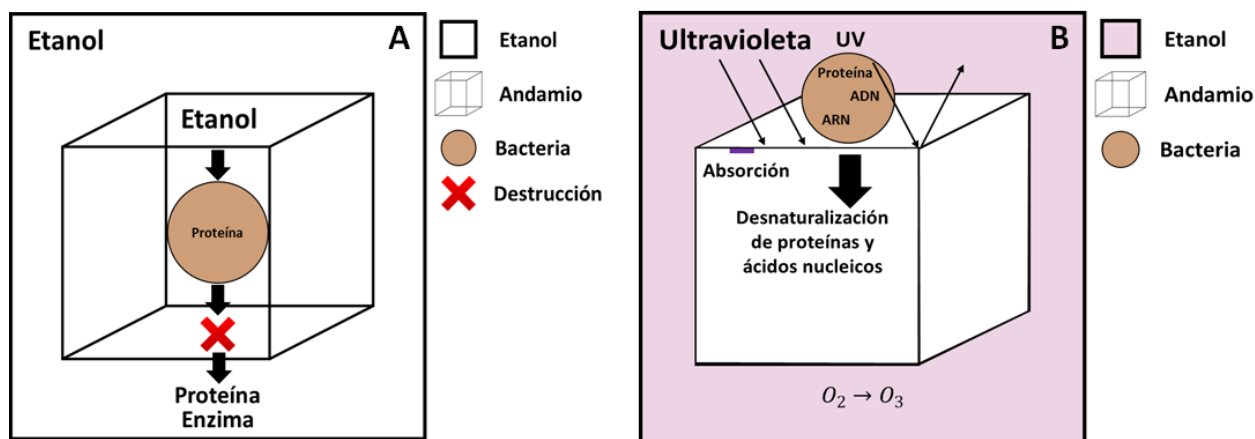 Etanol
A
Etanol
Proteína
Proteína
Enzima
Etanol
Andamio
Bacteria
Destrucción
Ultravioleta
UV
B
Proteína
ADN
ARN
Absorción
Desnaturalización
de proteínas y
ácidos nucleicos
O₂ → O₃
Etanol
Andamio
Bacteria